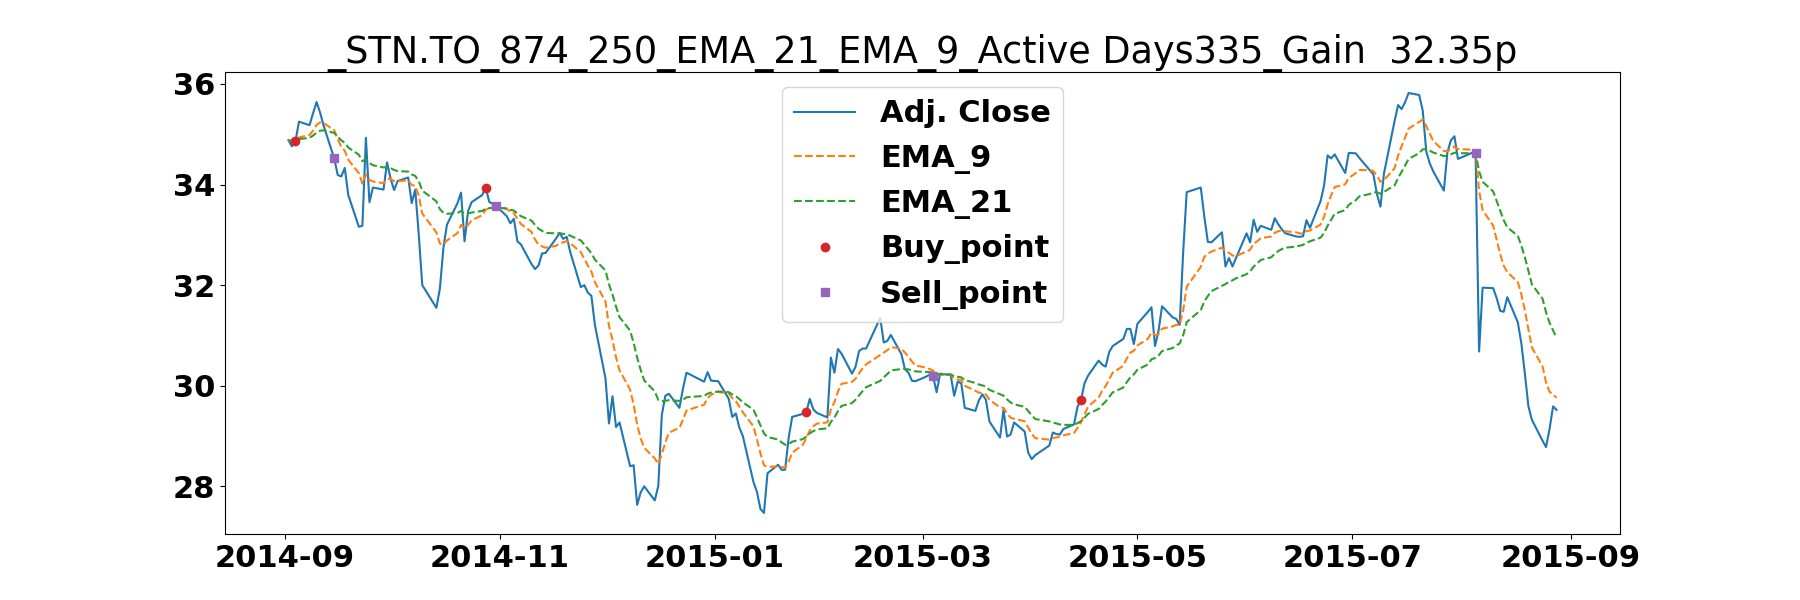 _STN.TO_874_250_EMA_21_EMA_9_Active Days335_Gain  32.35p
36
34
32
30
28
Adj. Close
EMA_9
EMA_21
Buy_point
Sell_point
2014-09 2014-11 2015-01 2015-03 2015-05 2015-07 2015-09